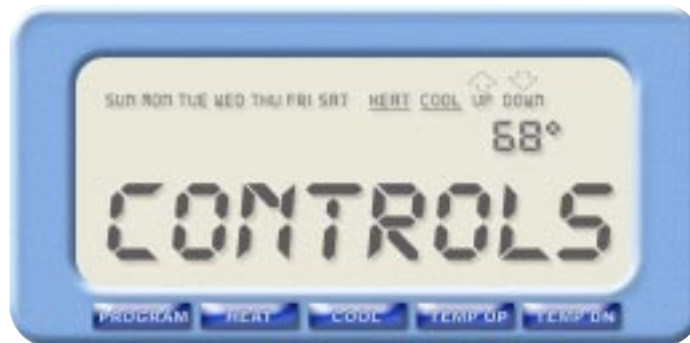 SUN MON TUE WED THU FRI SAT HEAT COOL UP DOWN
68°
CONTROLS
PROGRAM HEAT COOL TEMP UP TEMP DN